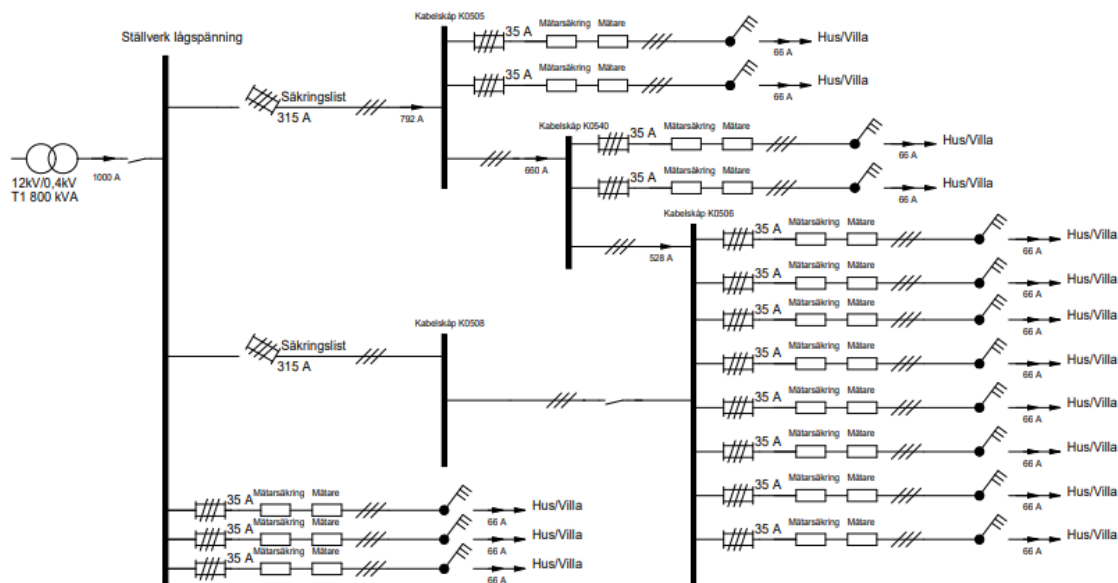 Ställverk lågspänning
12kV/0,4kV
T1 800 kVA
1000 A
Säkringslist
315 A
792 A
Kabelskåp K0505
35 A Mätarsäkring Mätare 66 A Hus/Villa
35 A Mätarsäkring Mätare 66 A Hus/Villa
660 A
Kabelskåp K0540
35 A Mätarsäkring Mätare 66 A Hus/Villa
35 A Mätarsäkring Mätare 66 A Hus/Villa
528 A
Kabelskåp K0506
35 A Mätarsäkring Mätare 66 A Hus/Villa
35 A Mätarsäkring Mätare 66 A Hus/Villa
35 A Mätarsäkring Mätare 66 A Hus/Villa
35 A Mätarsäkring Mätare 66 A Hus/Villa
35 A Mätarsäkring Mätare 66 A Hus/Villa
35 A Mätarsäkring Mätare 66 A Hus/Villa
35 A Mätarsäkring Mätare 66 A Hus/Villa
35 A Mätarsäkring Mätare 66 A Hus/Villa
Säkringslist
315 A
Kabelskåp K0508
35 A Mätarsäkring Mätare 66 A Hus/Villa
35 A Mätarsäkring Mätare 66 A Hus/Villa
35 A Mätarsäkring Mätare 66 A Hus/Villa